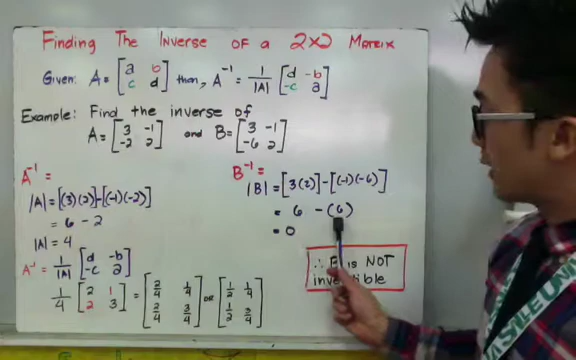 Finding The Inverse of a 2x2 Matrix
Given: A = [a b; c d] then, A⁻¹ = 1/|A| [d -b; -c a]
Example: Find the inverse of
A = [3 -1; -2 2] and B = [3 -1; -6 2]
A⁻¹ =
|A| = [(3)(2)]-[(-1)(-2)]
= 6 - 2
|A| = 4
A⁻¹ = 1/|A| [d -b; -c a]
1/4 [2 1; 2 3] = [2/4 1/4; 2/4 3/4] OR [1/2 1/4; 1/2 3/4]
B⁻¹ =
|B| = [3(2)]-[(-1)(-6)]
= 6 -(6)
= 0
∴ B is NOT
invertible